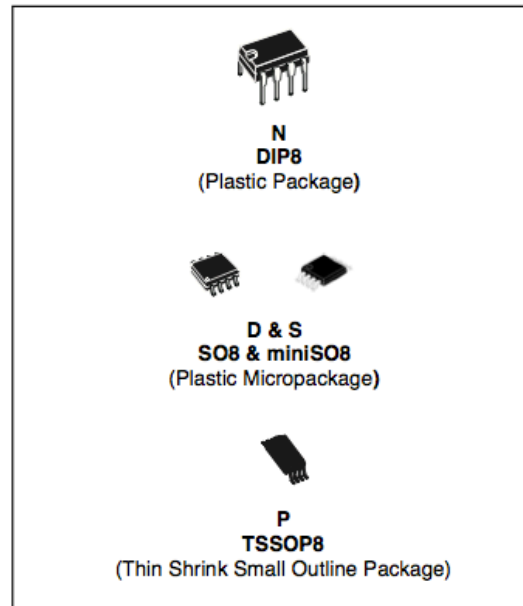 N
DIP8
(Plastic Package)
D & S
SO8 & miniSO8
(Plastic Micropackage)
P
TSSOP8
(Thin Shrink Small Outline Package)